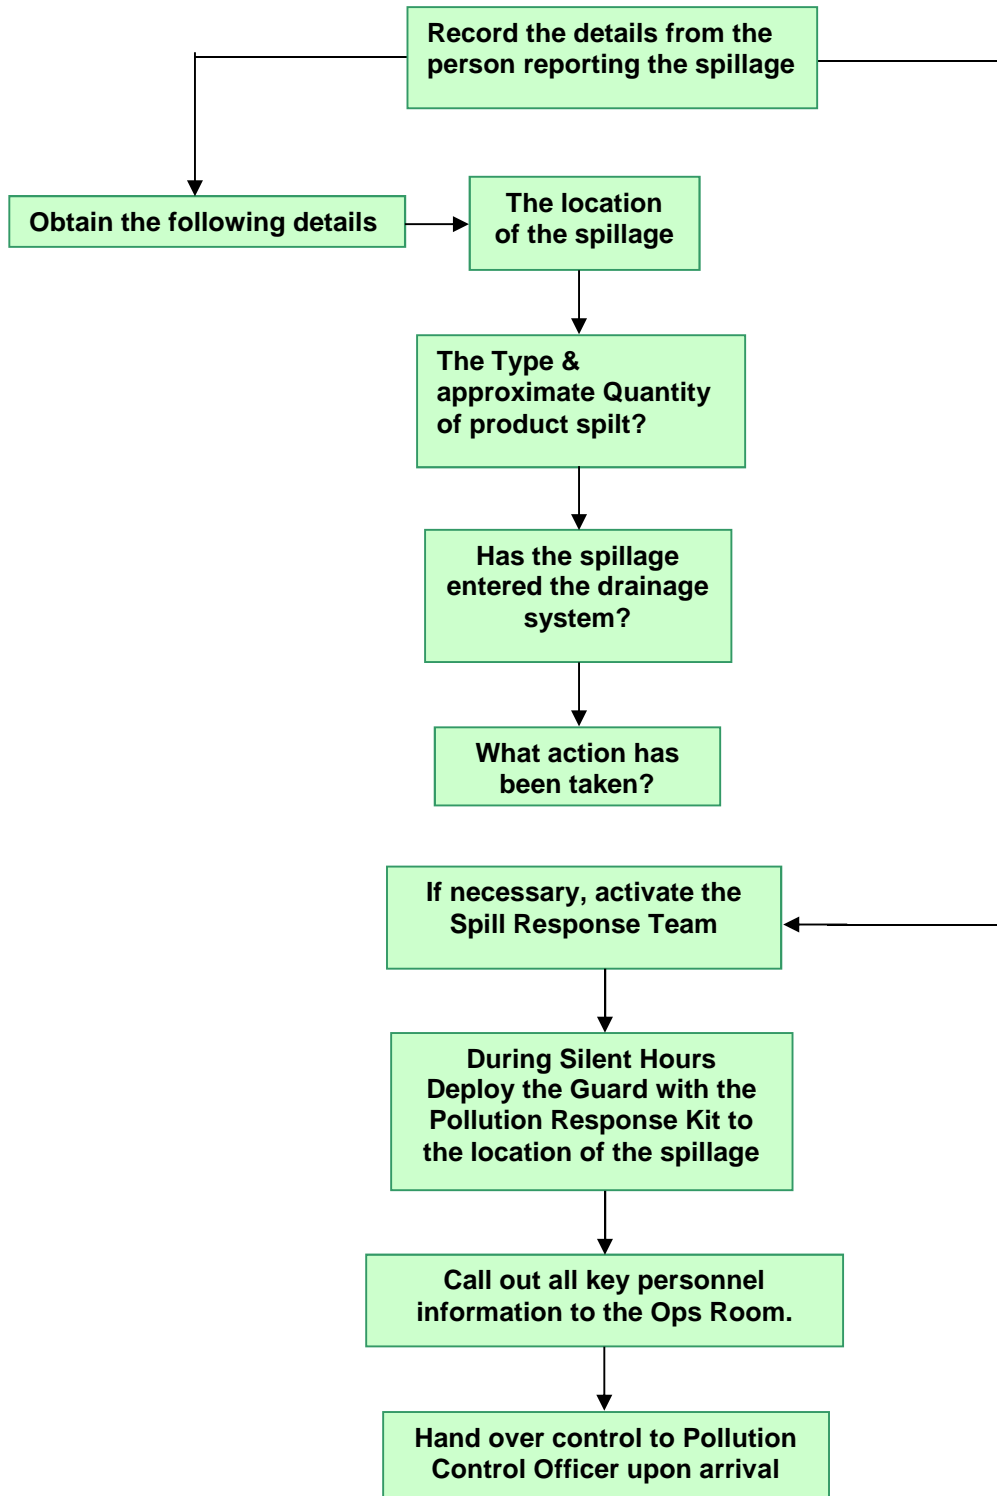 Record the details from the
person reporting the spillage
Obtain the following details
The location
of the spillage
The Type &
approximate Quantity
of product spilt?
Has the spillage
entered the drainage
system?
What action has
been taken?
If necessary, activate the
Spill Response Team
During Silent Hours
Deploy the Guard with the
Pollution Response Kit to
the location of the spillage
Call out all key personnel
information to the Ops Room.
Hand over control to Pollution
Control Officer upon arrival